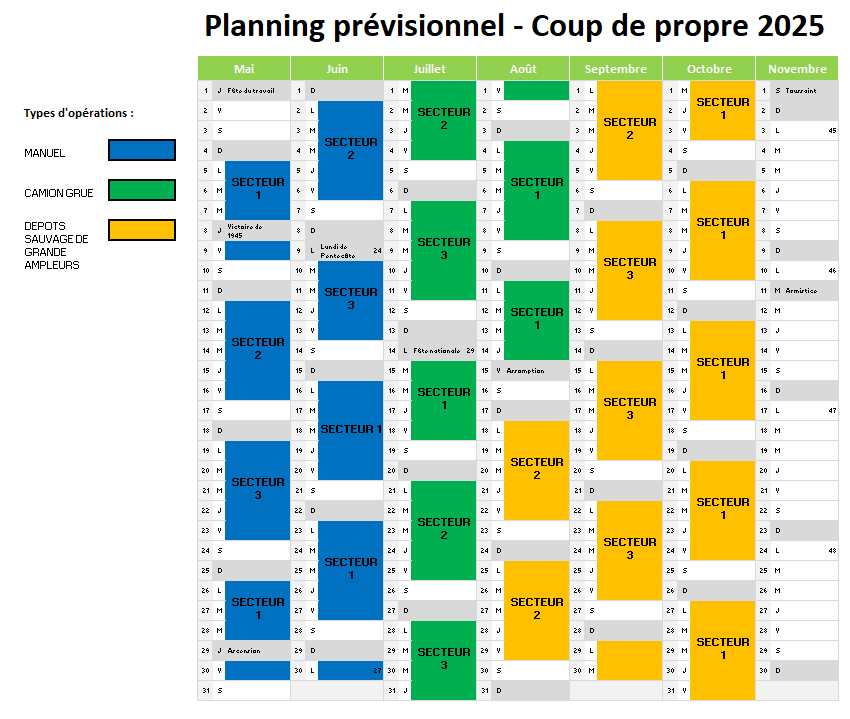 Planning prévisionnel - Coup de propre 2025
Types d'opérations :
MANUEL
CAMION GRUE
DEPOTS
SAUVAGE DE
GRANDE
AMPLEURS
Mai
1 J Fête du travail
2 V
3 S
4 D
5 L
6 M SECTEUR
1
7 M
8 J Victoire de
1945
9 V
10 S
11 D
12 L
13 M
14 M SECTEUR
2
15 J
16 V
17 S
18 D
19 L
20 M
21 M SECTEUR
3
22 J
23 V
24 S
25 D
26 L
27 M SECTEUR
1
28 M
29 J Ascension
30 V
31 S
Juin
1 D
2 L
3 M
4 M SECTEUR
2
5 J
6 V
7 S
8 D
9 L Lundi de
Pentecôte 24
10 M
11 M SECTEUR
3
12 J
13 V
14 S
15 D
16 L
17 M
18 M SECTEUR 1
19 J
20 V
21 S
22 D
23 L
24 M
25 M SECTEUR
1
26 J
27 V
28 S
29 D
30 L 27
Juillet
1 M
2 M SECTEUR
2
3 J
4 V
5 S
6 D
7 L
8 M
9 M SECTEUR
3
10 J
11 V
12 S
13 D
14 L Fête nationale 29
15 M
16 M SECTEUR
1
17 J
18 V
19 S
20 D
21 L
22 M
23 M SECTEUR
2
24 J
25 V
26 S
27 D
28 L
29 M SECTEUR
3
30 M
31 J
Août
1 V
2 S
3 D
4 L
5 M
6 M SECTEUR
1
7 J
8 V
9 S
10 D
11 L
12 M SECTEUR
1
13 M
14 J
15 V Assomption
16 S
17 D
18 L
19 M
20 M SECTEUR
2
21 J
22 V
23 S
24 D
25 L
26 M
27 M SECTEUR
2
28 J
29 V
30 S
31 D
Septembre
1 L
2 M
3 M SECTEUR
2
4 J
5 V
6 S
7 D
8 L
9 M
10 M SECTEUR
3
11 J
12 V
13 S
14 D
15 L
16 M
17 M SECTEUR
3
18 J
19 V
20 S
21 D
22 L
23 M
24 M SECTEUR
3
25 J
26 V
27 S
28 D
29 L
30 M
Octobre
1 M
2 J SECTEUR
1
3 V
4 S
5 D
6 L
7 M
8 M SECTEUR
1
9 J
10 V
11 S
12 D
13 L
14 M
15 M SECTEUR
1
16 J
17 V
18 S
19 D
20 L
21 M
22 M SECTEUR
1
23 J
24 V
25 S
26 D
27 L
28 M
29 M SECTEUR
1
30 J
31 V
Novembre
1 S Toussaint
2 D
3 L 45
4 M
5 M
6 J
7 V
8 S
9 D
10 L 46
11 M Armistice
12 M
13 J
14 V
15 S
16 D
17 L 47
18 M
19 M
20 J
21 V
22 S
23 D
24 L 48
25 M
26 M
27 J
28 V
29 S
30 D